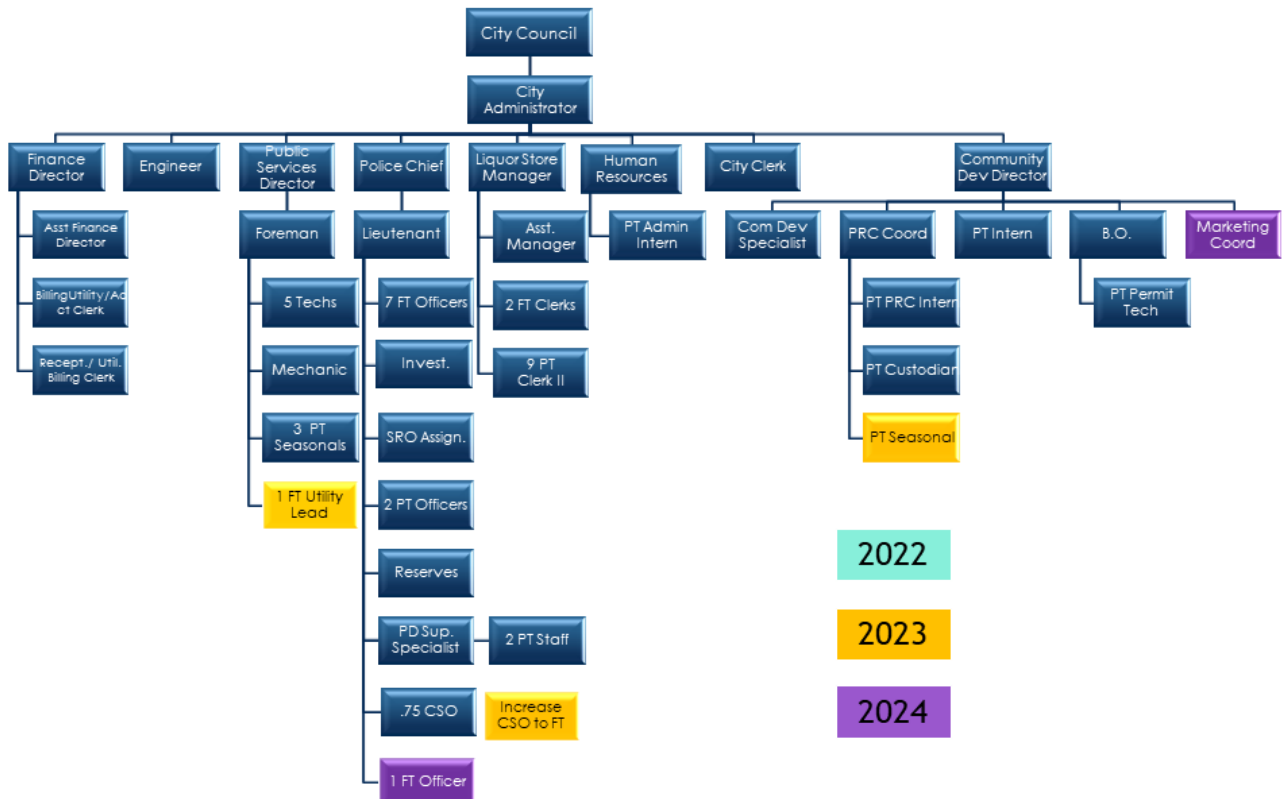 City Council
City
Administrator
Finance
Director
Engineer
Public
Services
Director
Police Chief
Liquor Store
Manager
Human
Resources
City Clerk
Community
Dev Director
Asst Finance
Director
Foreman
Lieutenant
Asst.
Manager
PT Admin
Intern
Com Dev
Specialist
PRC Coord
PT Intern
B.O.
Marketing
Coord
BillingUtility/Ac
ct Clerk
5 Techs
7 FT Officers
2 FT Clerks
PT PRC Intern
PT Permit
Tech
Recept./ Util.
Billing Clerk
Mechanic
Invest.
9 PT
Clerk II
PT Custodian
3 PT
Seasonals
SRO Assign.
PT Seasonal
1 FT Utility
Lead
2 PT Officers
Reserves
2022
PD Sup.
Specialist
2 PT Staff
2023
.75 CSO
Increase
CSO to FT
2024
1 FT Officer